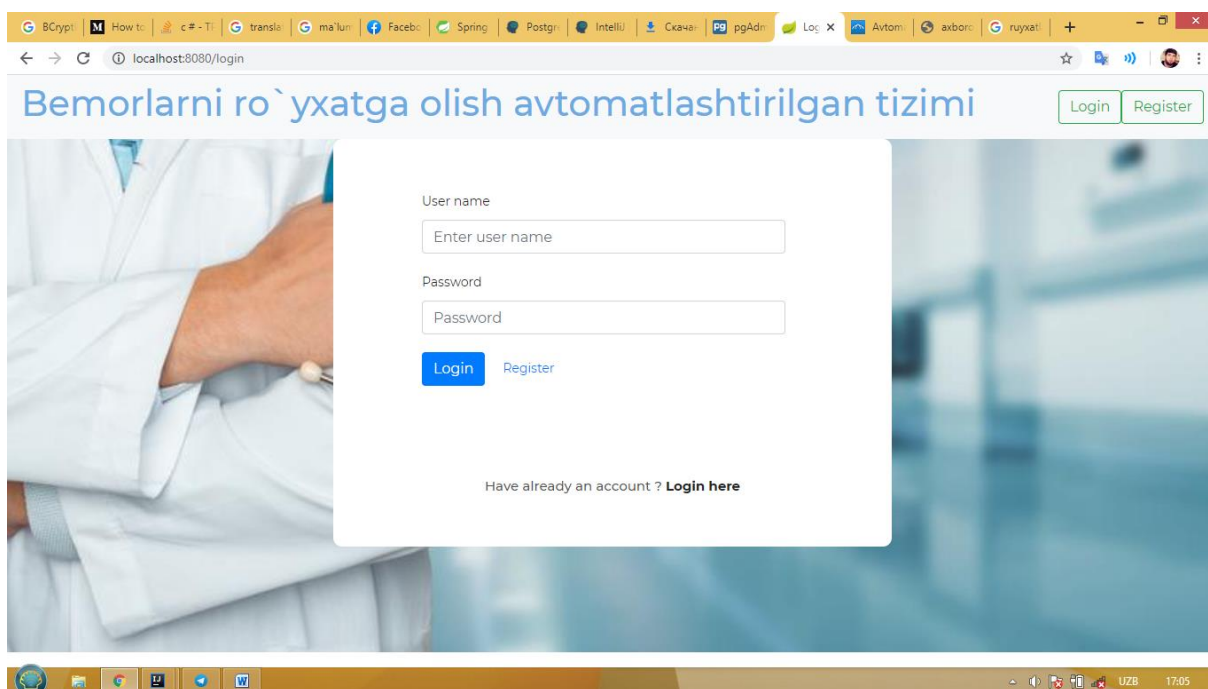 BCrypt How to c # - Ti transla ma'lum Facebo Spring Postgr IntelliJ Скачат pgAdm Log Avtom axboro ruyxati
localhost:8080/login
Bemorlarni ro`yxatga olish avtomatlashtirilgan tizimi Login Register
User name
Enter user name
Password
Password
Login Register
Have already an account ? Login here
UZB 17:05